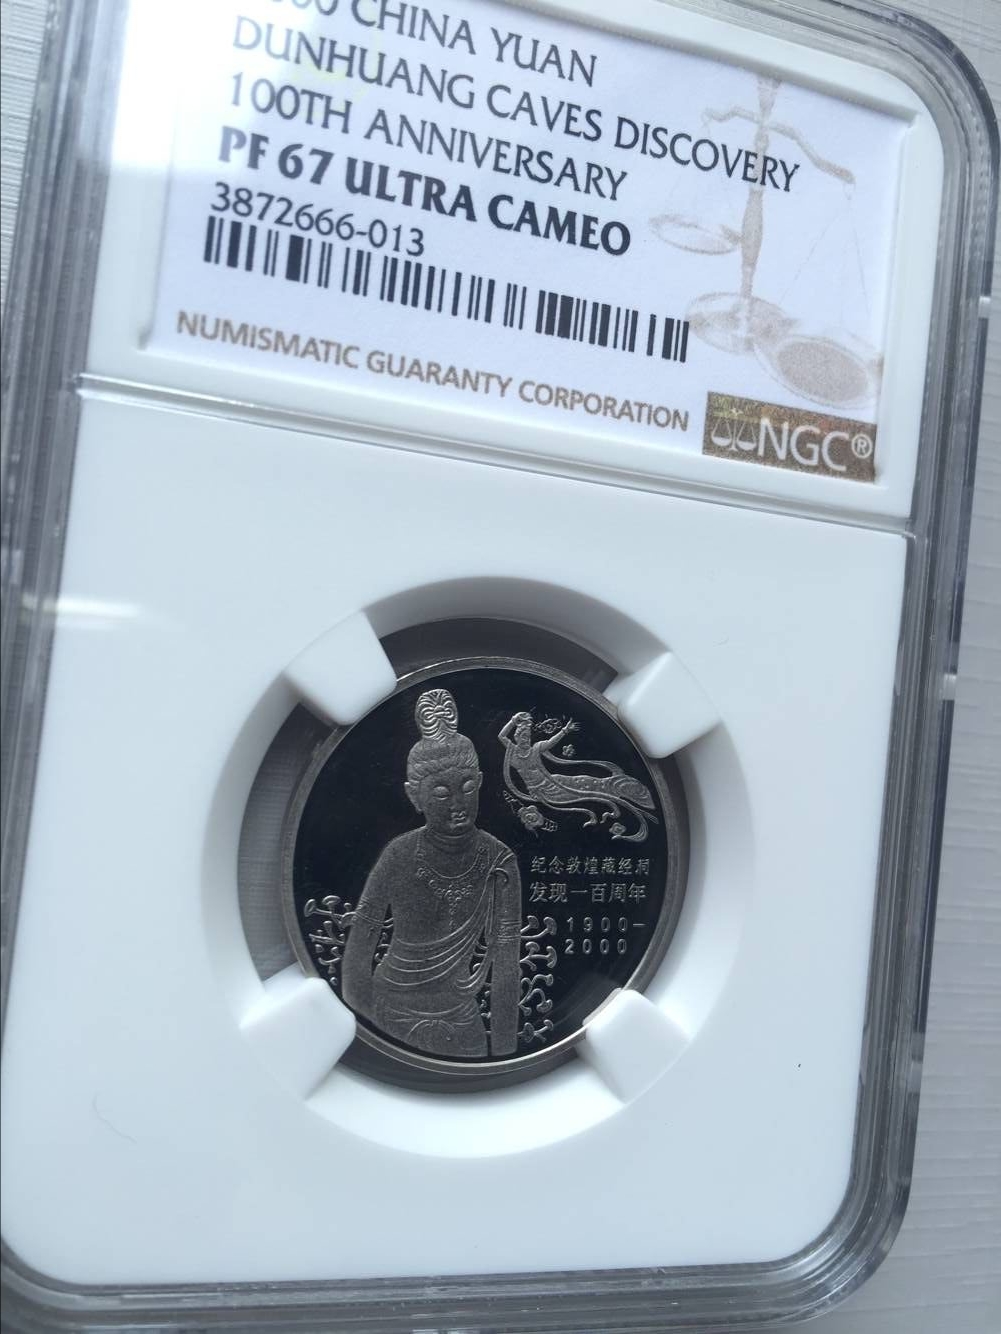 CHINA YUAN
DUNHUANG CAVES DISCOVERY
100TH ANNIVERSARY
PF 67 ULTRA CAMEO
3872666-013
NUMISMATIC GUARANTY CORPORATION
NGC®
纪念敦煌藏经洞
发现一百周年
1900-
2000